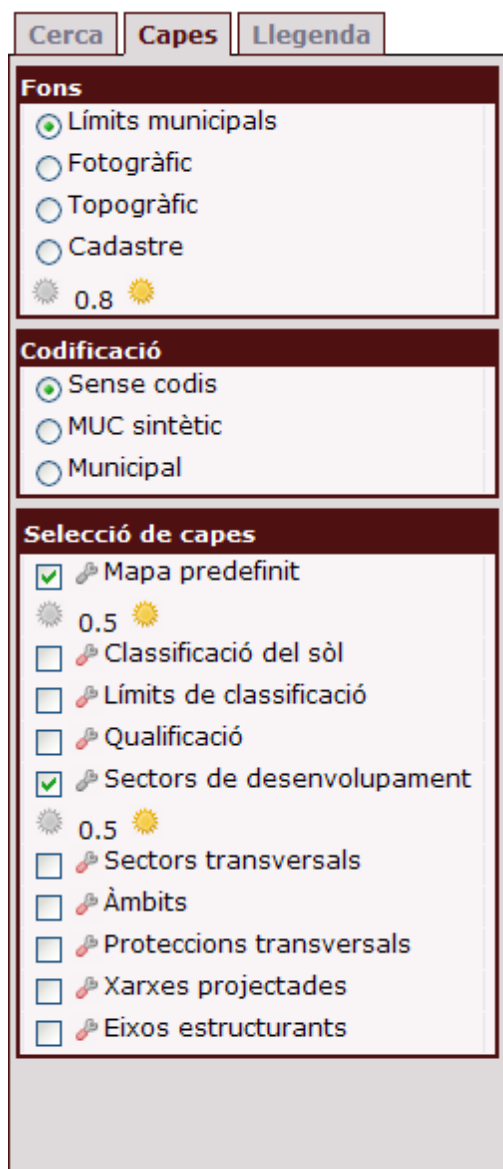 Cerca Capes Llegenda
Fons
Límits municipals
Fotogràfic
Topogràfic
Cadastre
0.8
Codificació
Sense codis
MUC sintètic
Municipal
Selecció de capes
Mapa predefinit
0.5
Classificació del sòl
Límits de classificació
Qualificació
Sectors de desenvolupament
0.5
Sectors transversals
Àmbits
Proteccions transversals
Xarxes projectades
Eixos estructurants